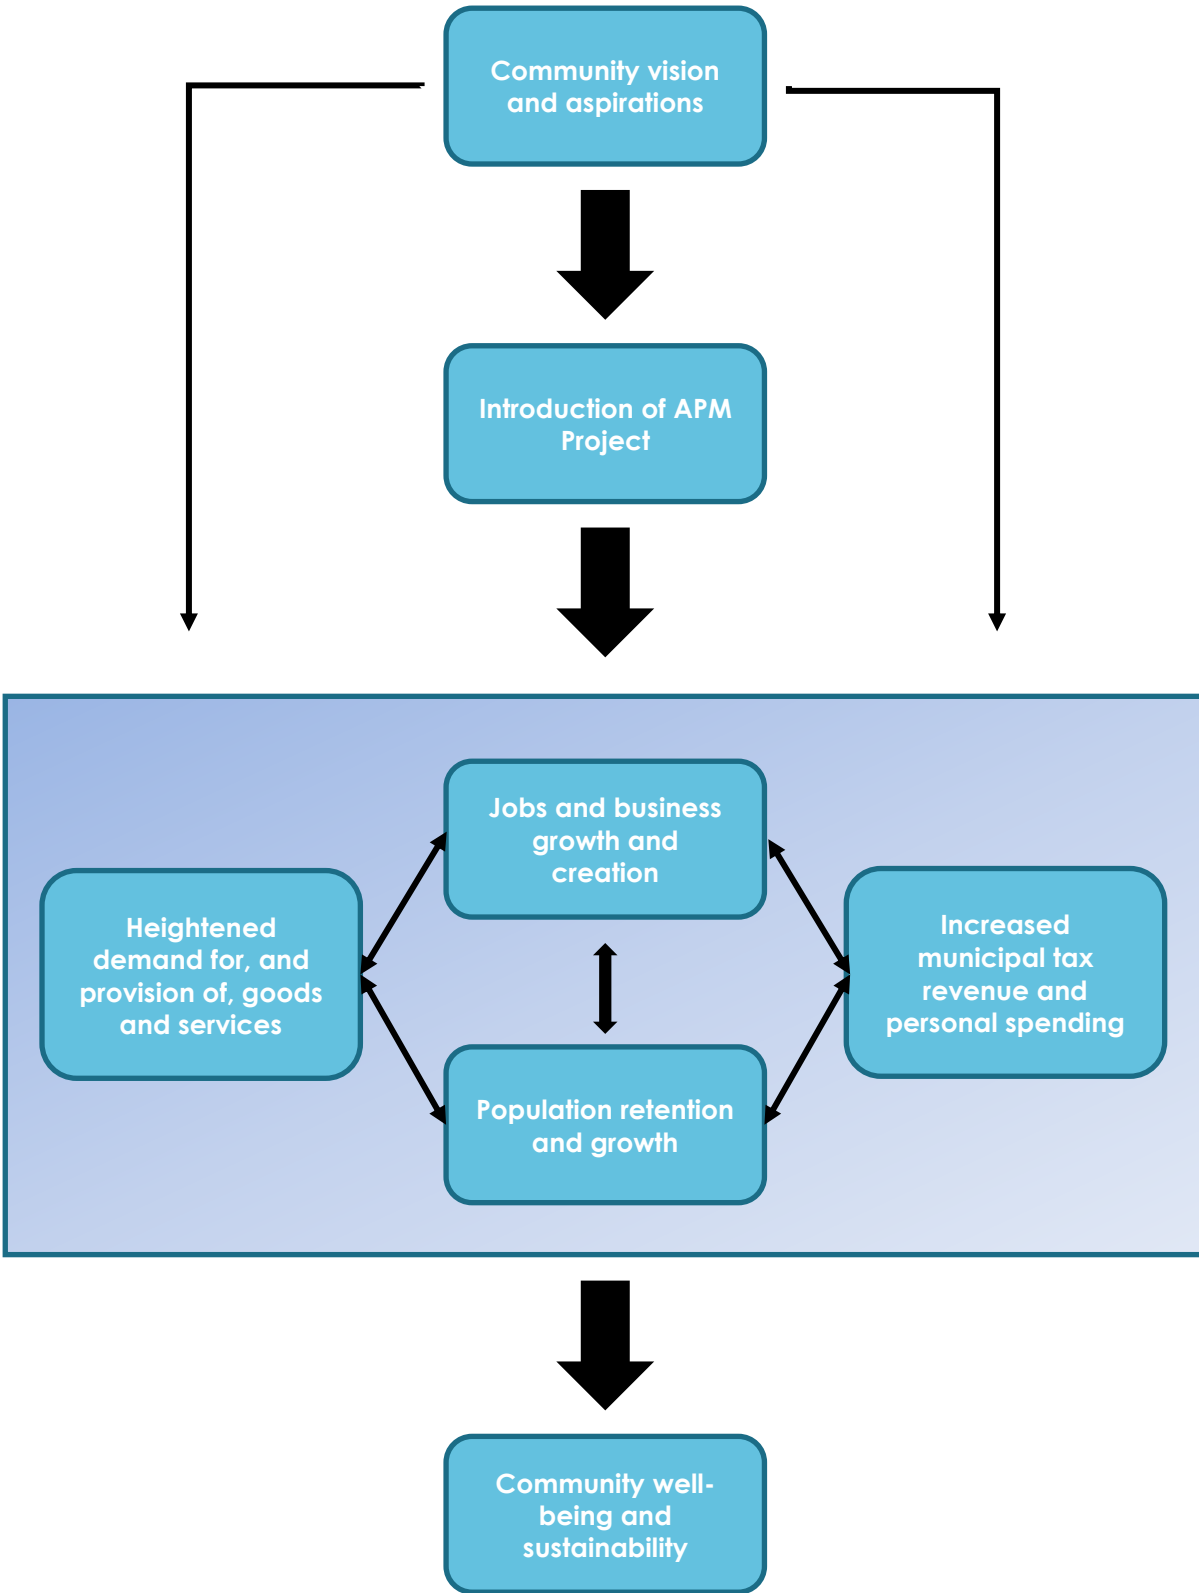 Community vision
and aspirations
Introduction of APM
Project
Jobs and business
growth and
creation
Heightened
demand for, and
provision of, goods
and services
Increased
municipal tax
revenue and
personal spending
Population retention
and growth
Community well-
being and
sustainability